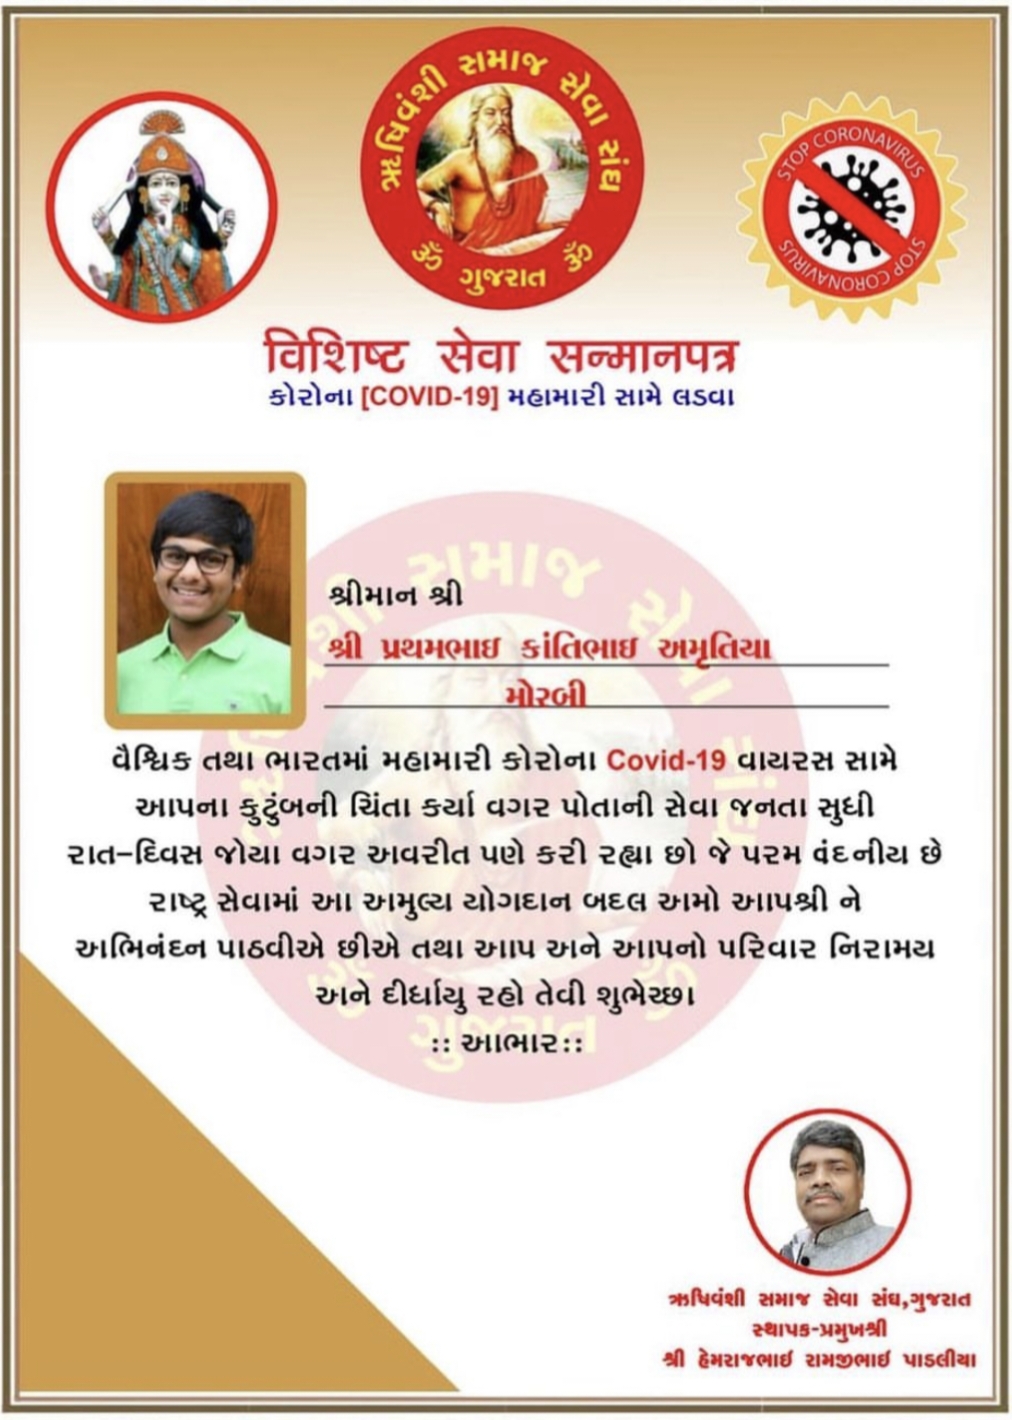 ઋષિવંશી સમાજ સેવા સંઘ
ૐ ગુજરાત ૐ
STOP CORONAVIRUS
STOP CORONAVIRUS
विशिष्ट सेवा सन्मानपत्र
કોરોના [COVID-19] મહામારી સામે લડવા
શ્રીમાન શ્રી
શ્રી પ્રથમભાઇ કાંતિભાઇ અમૃતિયા
મોરબી
વૈશ્વિક તથા ભારતમાં મહામારી કોરોના Covid-19 વાયરસ સામે
આપના કુટુંબની ચિંતા કર્યા વગર પોતાની સેવા જનતા સુધી
રાત-દિવસ જોયા વગર અવરીત પણે કરી રહ્યા છો જે પરમ વંદનીય છે
રાષ્ટ્ર સેવામાં આ અમુલ્ય યોગદાન બદલ અમો આપશ્રી ને
અભિનંદન પાઠવીએ છીએ તથા આપ અને આપનો પરિવાર નિરામય
અને દીર્ધાયુ રહો તેવી શુભેચ્છા
:: આભાર::
ઋષિવંશી સમાજ સેવા સંઘ,ગુજરાત
સ્થાપક-પ્રમુખશ્રી
શ્રી હેમરાજભાઈ રામજીભાઈ પાડલીયા